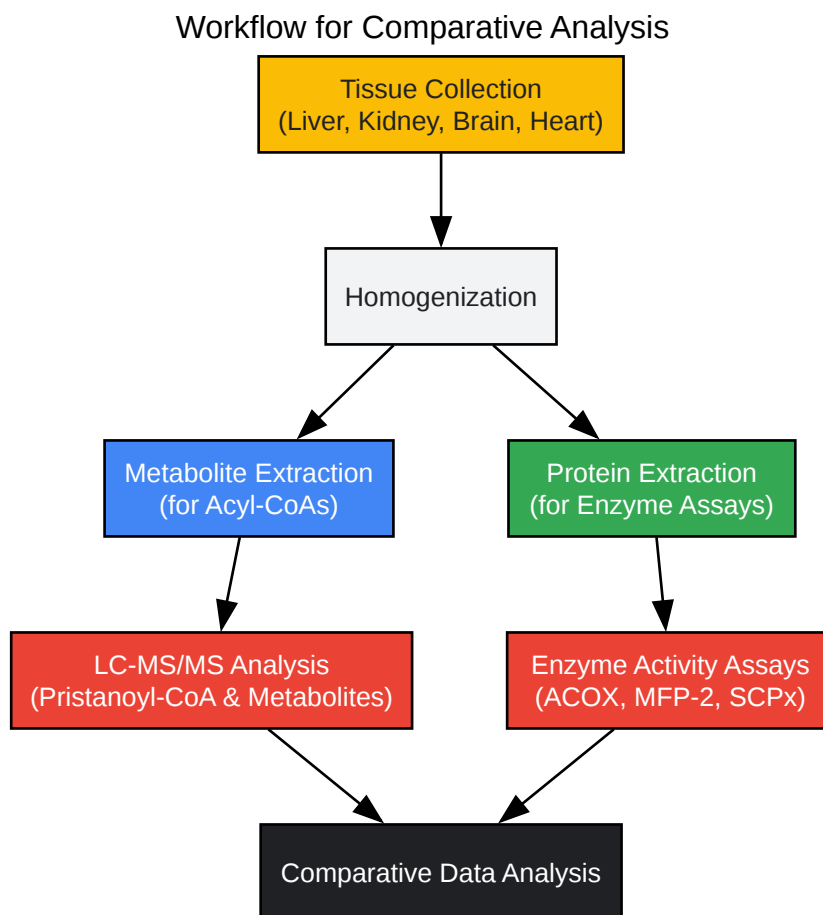 Workflow for Comparative Analysis
Tissue Collection
(Liver, Kidney, Brain, Heart)
Homogenization
Metabolite Extraction
(for Acyl-CoAs)
Protein Extraction
(for Enzyme Assays)
LC-MS/MS Analysis
(Pristanoyl-CoA & Metabolites)
Enzyme Activity Assays
(ACOX, MFP-2, SCPx)
Comparative Data Analysis